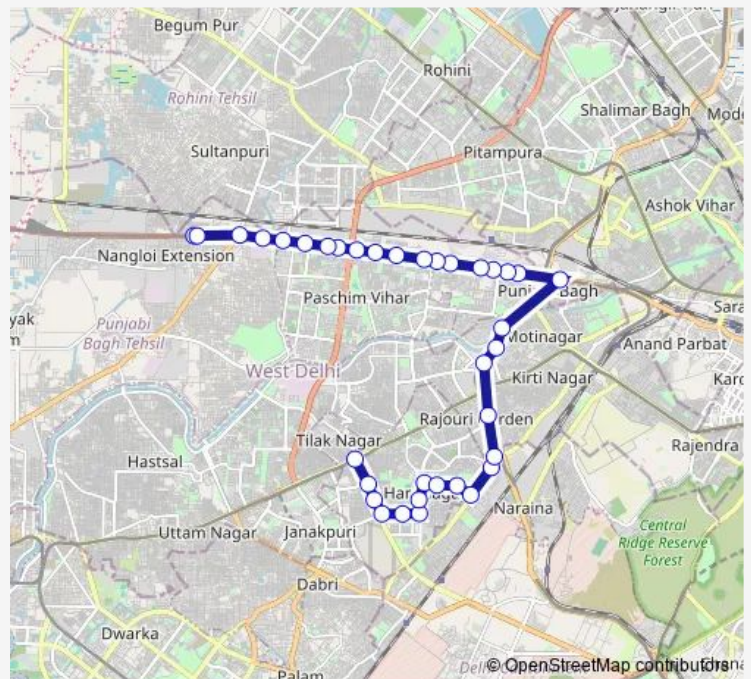 Begum Pur
Rohini
Rohini Tehsil
Shalimar Bagh
Sultanpuri
Pitampura
Ashok Vihar
Nangloi Extension
Paschim Vihar
Bagh
Punjabi
Bagh Tehsil
Motinagar
Anand Parbat
West Delhi
Kirti Nagar
Tilak Nagar
Rajendra
Hastsal
Naraina
Uttam Nagar
Janakpuri
Central
Ridge Reserve
Forest
Dabri
Dwarka
Palam
© OpenStreetMap contributors